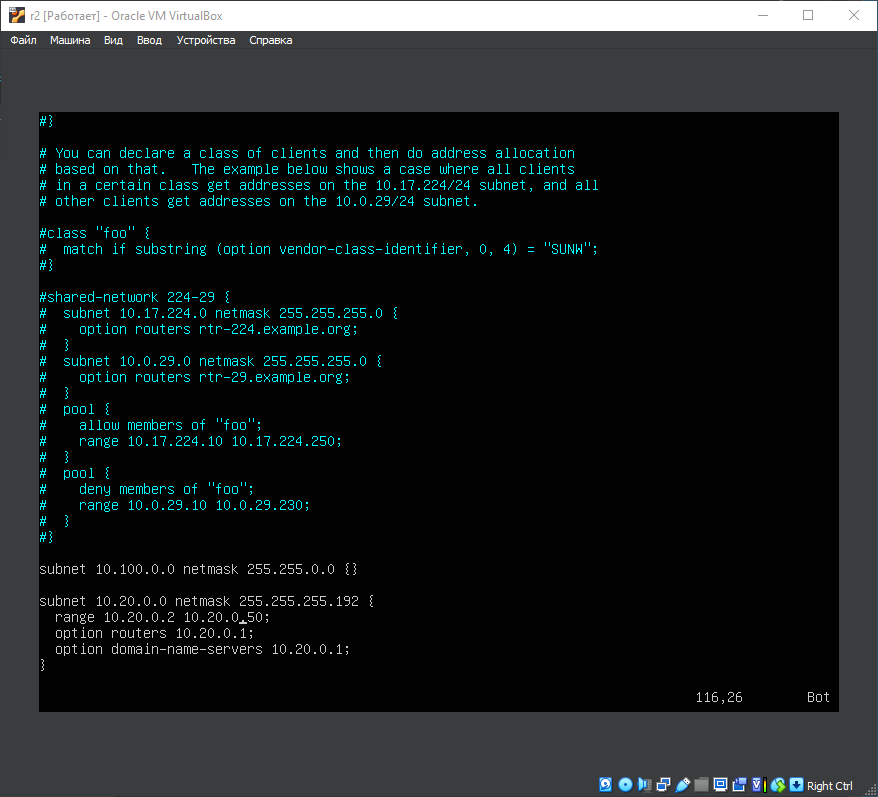 r2 [Работает] - Oracle VM VirtualBox
Файл Машина Вид Ввод Устройства Справка
#}
# You can declare a class of clients and then do address allocation
# based on that.   The example below shows a case where all clients
# in a certain class get addresses on the 10.17.224/24 subnet, and all
# other clients get addresses on the 10.0.29/24 subnet.
#class "foo" {
#  match if substring (option vendor-class-identifier, 0, 4) = "SUNW";
#}
#shared-network 224-29 {
#  subnet 10.17.224.0 netmask 255.255.255.0 {
#    option routers rtr-224.example.org;
#  }
#  subnet 10.0.29.0 netmask 255.255.255.0 {
#    option routers rtr-29.example.org;
#  }
#  pool {
#    allow members of "foo";
#    range 10.17.224.10 10.17.224.250;
#  }
#  pool {
#    deny members of "foo";
#    range 10.0.29.10 10.0.29.230;
#  }
#}
subnet 10.100.0.0 netmask 255.255.0.0 {}
subnet 10.20.0.0 netmask 255.255.255.192 {
  range 10.20.0.2 10.20.0.50;
  option routers 10.20.0.1;
  option domain-name-servers 10.20.0.1;
}
116,26 Bot
Right Ctrl